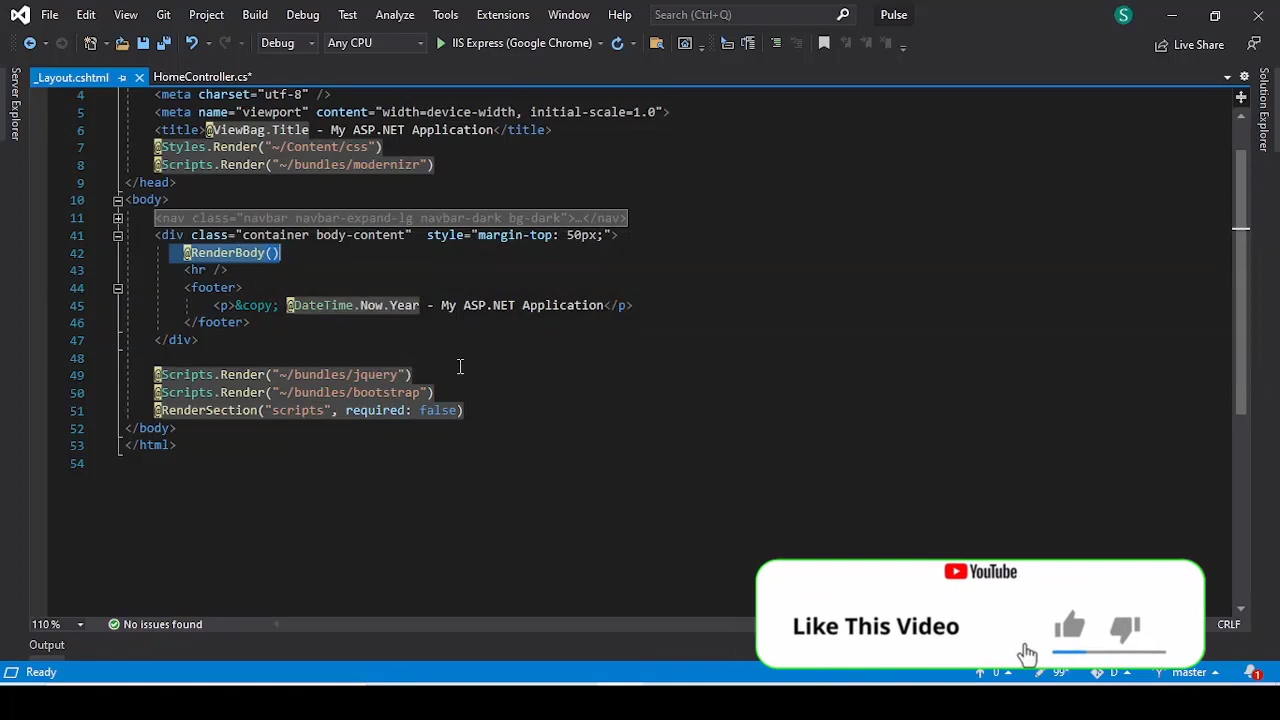 File Edit View Git Project Build Debug Test Analyze Tools Extensions Window Help Search (Ctrl+Q) Pulse S
Debug Any CPU IIS Express (Google Chrome) Live Share
_Layout.cshtml HomeController.cs*
Server Explorer
Solution Explorer
4 <meta charset="utf-8" />
5 <meta name="viewport" content="width=device-width, initial-scale=1.0">
6 <title>@ViewBag.Title - My ASP.NET Application</title>
7 @Styles.Render("~/Content/css")
8 @Scripts.Render("~/bundles/modernizr")
9 </head>
10 <body>
11 <nav class="navbar navbar-expand-lg navbar-dark bg-dark">...</nav>
41 <div class="container body-content" style="margin-top: 50px;">
42 @RenderBody()
43 <hr />
44 <footer>
45 <p>&copy; @DateTime.Now.Year - My ASP.NET Application</p>
46 </footer>
47 </div>
48
49 @Scripts.Render("~/bundles/jquery")
50 @Scripts.Render("~/bundles/bootstrap")
51 @RenderSection("scripts", required: false)
52 </body>
53 </html>
54
YouTube
Like This Video
110 % No issues found CRLF
Output
Ready 0 99+ D master 1